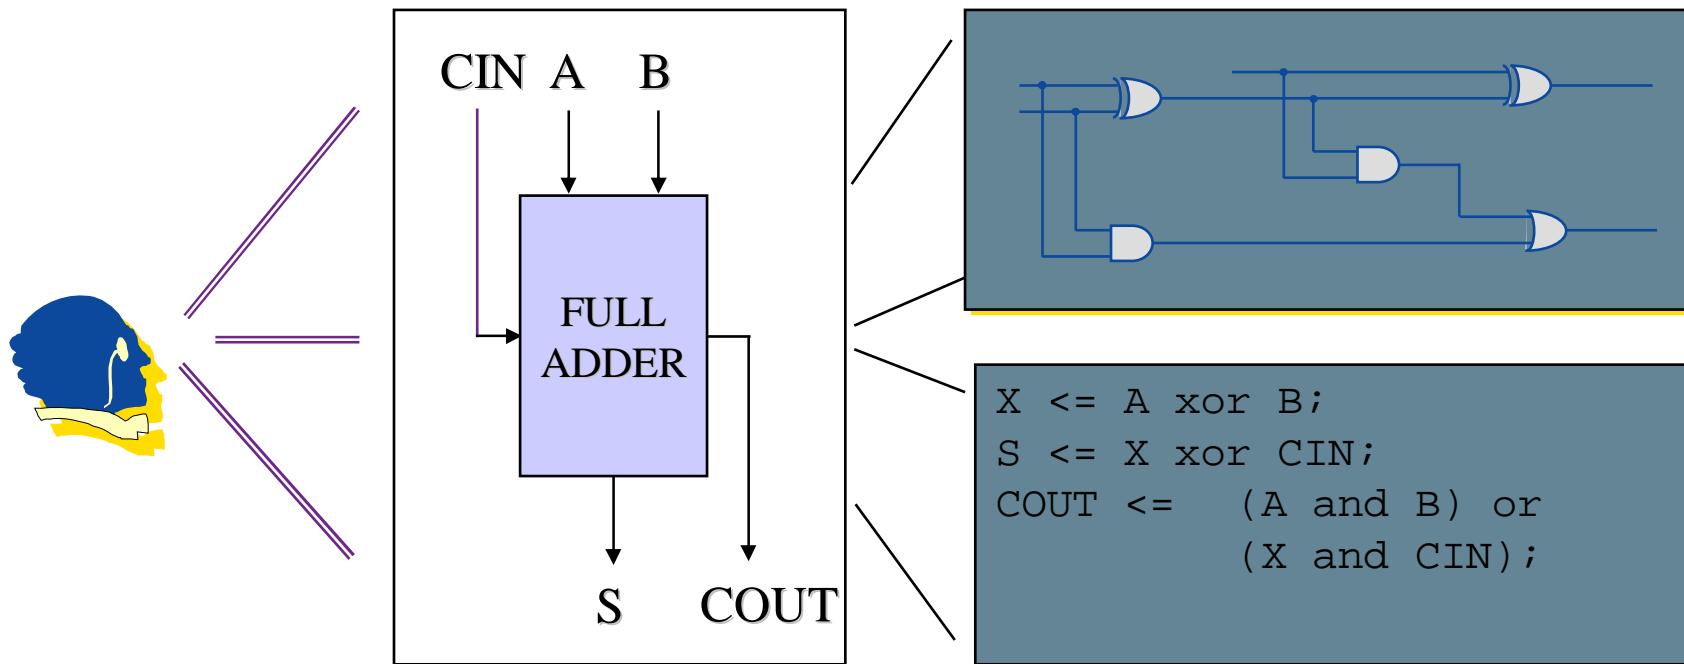 CIN A B
FULL
ADDER
S COUT
X <= A xor B;
S <= X xor CIN;
COUT <= (A and B) or
(X and CIN);